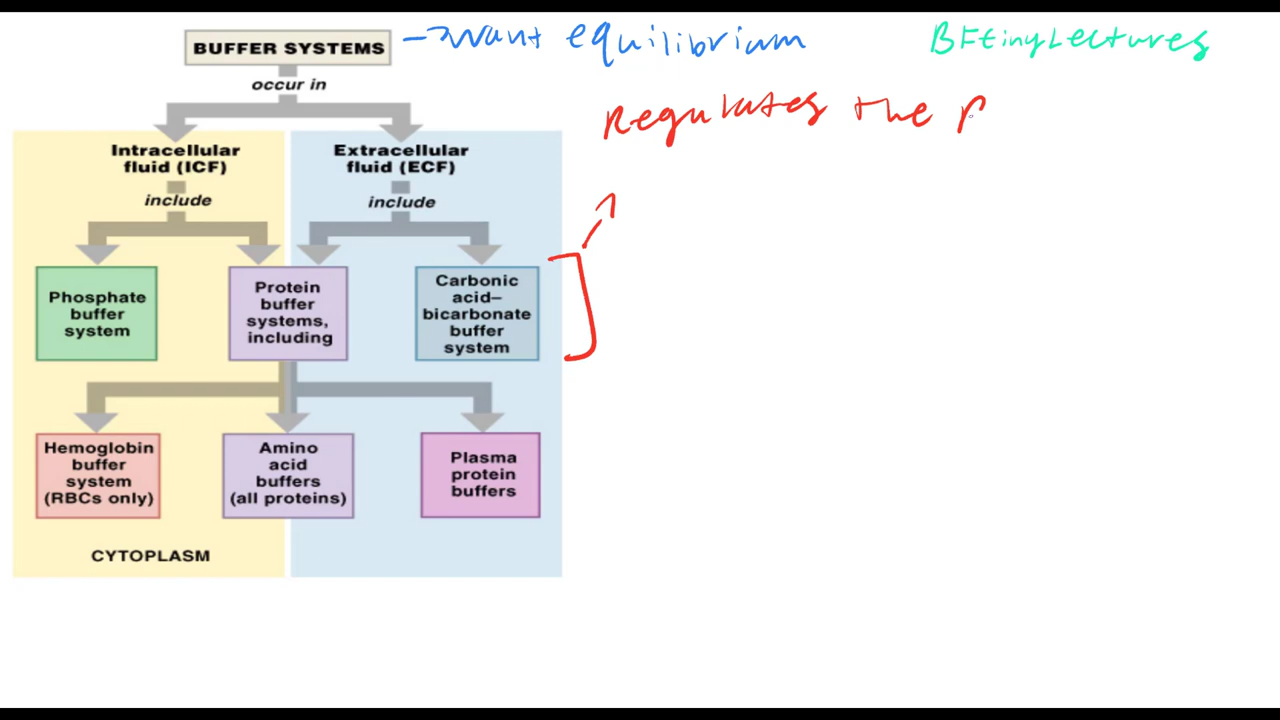 BUFFER SYSTEMS
→ want equilibrium
BFtinyLectures
occur in
Regulates the p
Intracellular
fluid (ICF)
include
Extracellular
fluid (ECF)
include
Phosphate
buffer
system
Protein
buffer
systems,
including
Carbonic
acid–
bicarbonate
buffer
system
Hemoglobin
buffer
system
(RBCs only)
Amino
acid
buffers
(all proteins)
Plasma
protein
buffers
CYTOPLASM